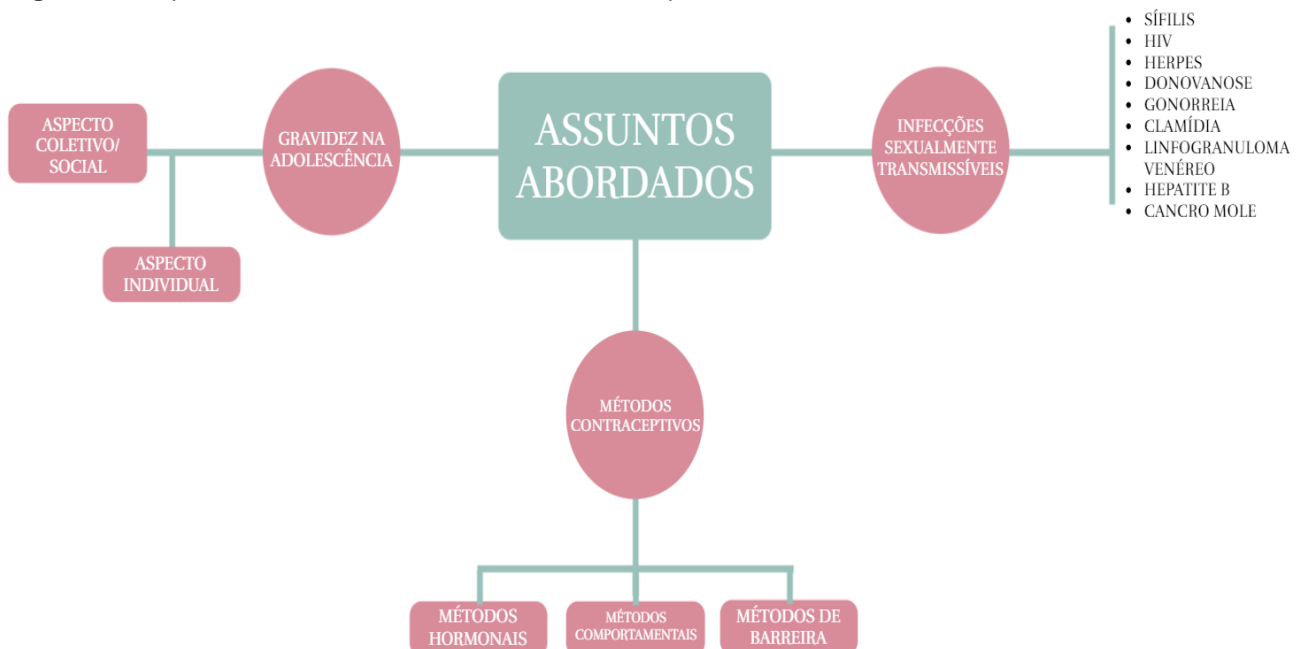 SÍFILIS
HIV
HERPES
DONOVANOSE
GONORREIA
CLAMÍDIA
LINFOGRANULOMA
VENÉREO
HEPATITE B
CANCRO MOLE
ASSUNTOS
ABORDADOS
INFECÇÕES
SEXUALMENTE
TRANSMISSÍVEIS
GRAVIDEZ NA
ADOLESCÊNCIA
ASPECTO
COLETIVO/
SOCIAL
ASPECTO
INDIVIDUAL
MÉTODOS
CONTRACEPTIVOS
MÉTODOS
HORMONAIS
MÉTODOS
COMPORTAMENTAIS
MÉTODOS DE
BARREIRA